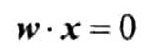 w · x = 0